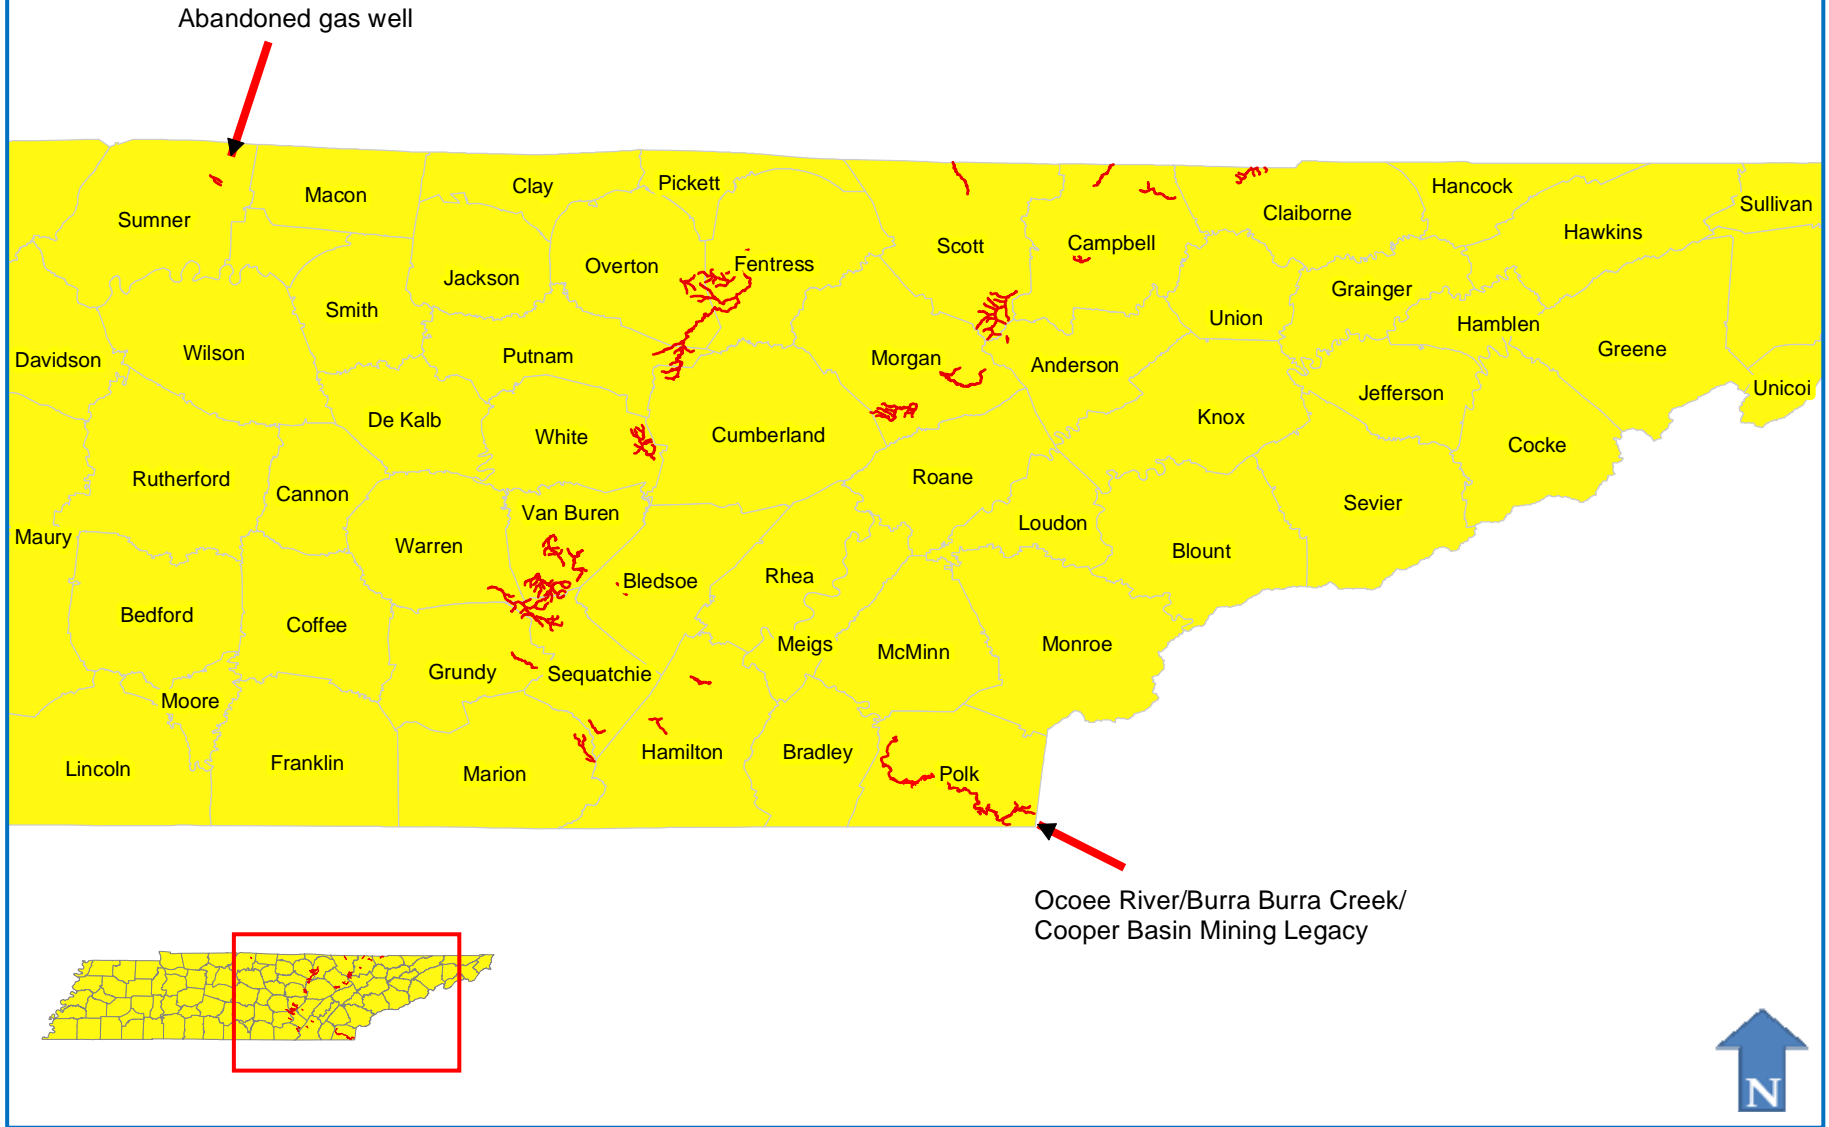 Abandoned gas well
Macon
Clay
Pickett
Hancock
Sumner
Claiborne
Hawkins
Sullivan
Scott
Campbell
Jackson
Overton
Fentress
Smith
Grainger
Union
Hamblen
Davidson
Wilson
Putnam
Morgan
Anderson
Greene
Jefferson
Unicoi
De Kalb
White
Cumberland
Knox
Cocke
Rutherford
Cannon
Roane
Sevier
Van Buren
Loudon
Maury
Warren
Blount
Bledsoe
Rhea
Bedford
Coffee
Meigs
McMinn
Monroe
Grundy
Sequatchie
Moore
Lincoln
Franklin
Marion
Hamilton
Bradley
Polk
Ocoee River/Burra Burra Creek/
Cooper Basin Mining Legacy
N